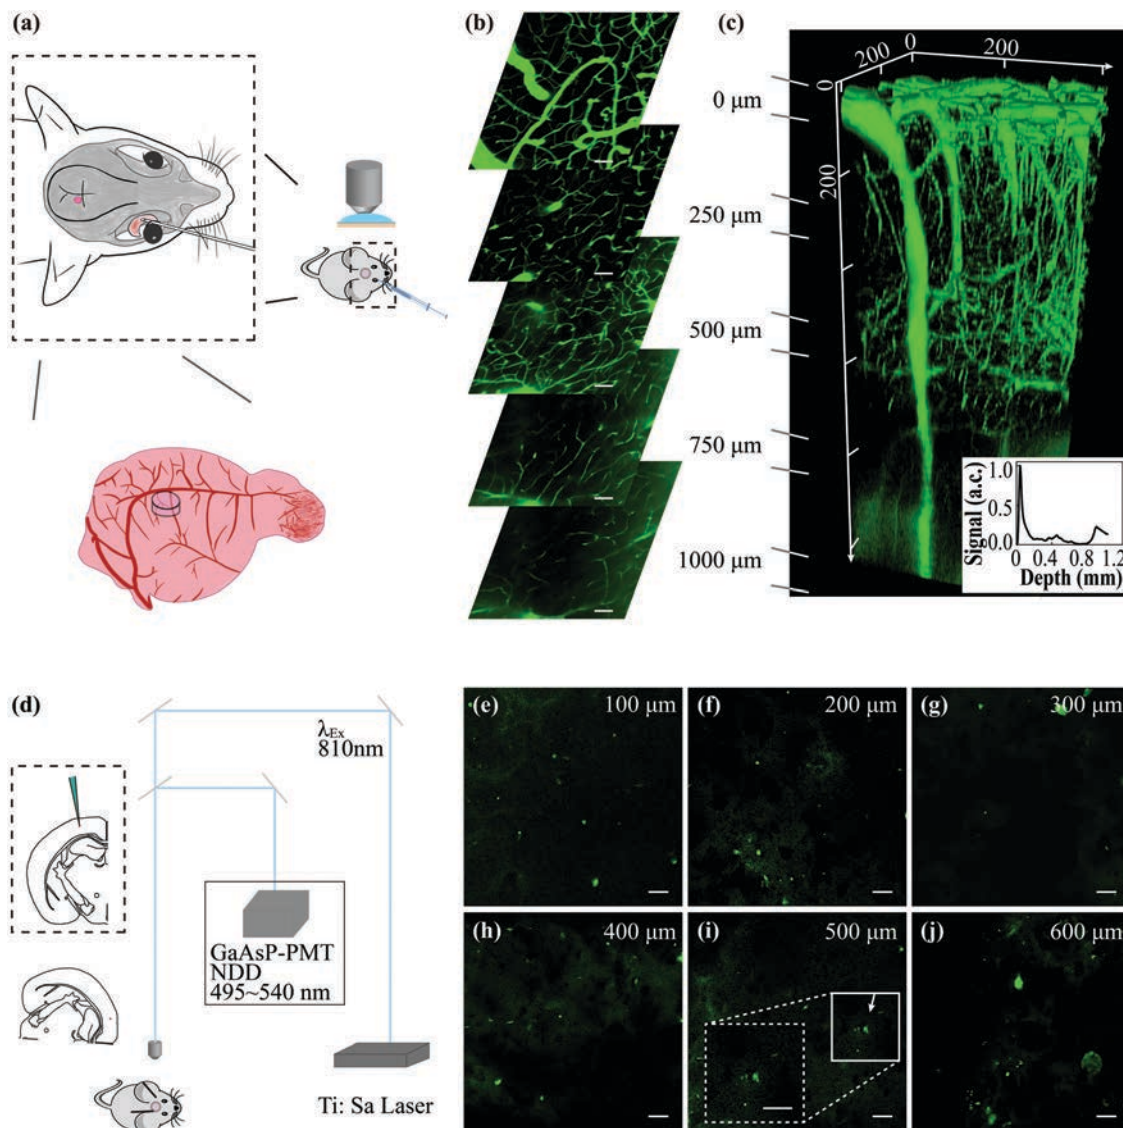 (a)
(b)
(c)
0 μm
250 μm
500 μm
750 μm
1000 μm
0
200
0
200
200
Signal (a.c.)
1.0
0.5
0.0
0 0.4 0.8 1.2
Depth (mm)
(d)
λEx
810nm
GaAsP-PMT
NDD
495~540 nm
Ti: Sa Laser
(e) 100 μm
(f) 200 μm
(g) 300 μm
(h) 400 μm
(i) 500 μm
(j) 600 μm